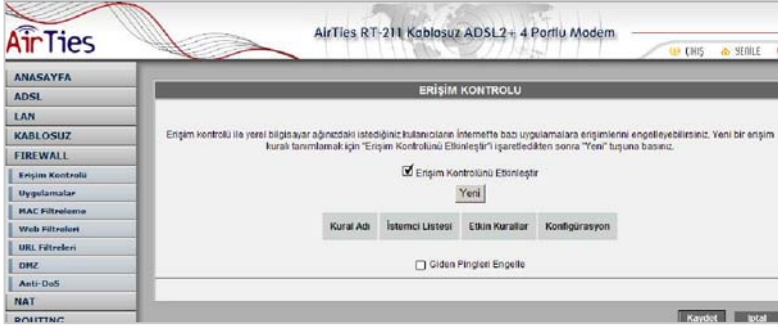 AirTies
AirTies RT-211 Kablosuz ADSL2+ 4 Portlu Modem
ÇIKIŞ YENİLE
ANASAYFA
ADSL
LAN
KABLOSUZ
FIREWALL
Erişim Kontrolü
Uygulamalar
MAC Filtreleme
Web Filtreleri
URL Filtreleri
DMZ
Anti-DoS
NAT
ROUTING
ERİŞİM KONTROLU
Erişim kontrolü ile yerel bilgisayar ağınızdaki istediğiniz kullanıcıların İnternette bazı uygulamalara erişimlerini engelleyebilirsiniz. Yeni bir erişim
kuralı tanımlamak için "Erişim Kontrolünü Etkinleştir"i işaretledikten sonra "Yeni" tuşuna basınız.
Erişim Kontrolünü Etkinleştir
Yeni
Kural Adı İstemci Listesi Etkin Kurallar Konfigürasyon
Giden Pingleri Engelle
Kaydet İptal